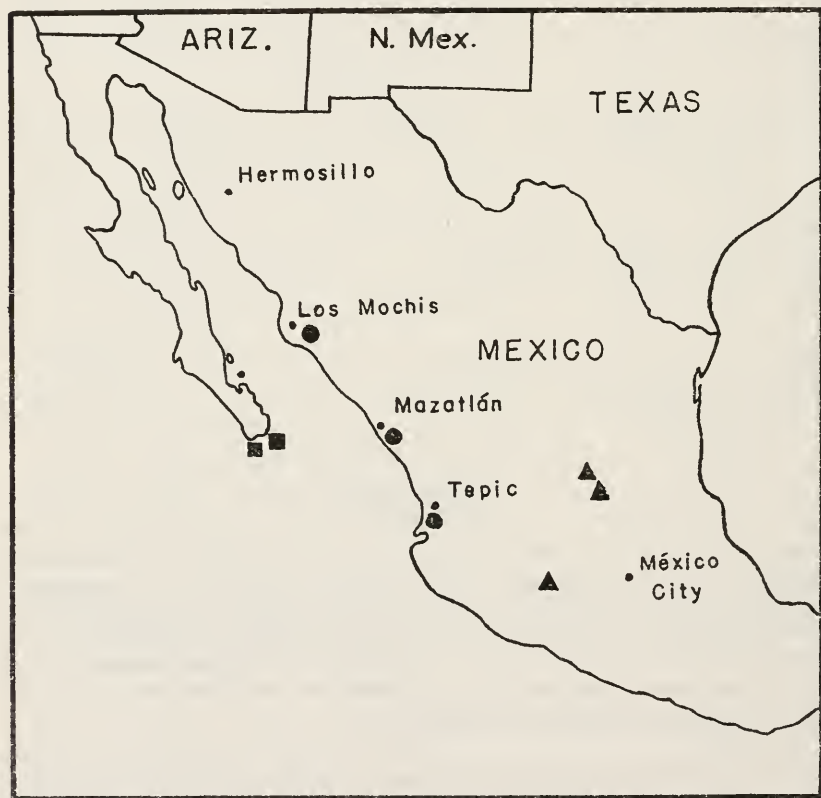 ARIZ.
N. Mex.
TEXAS
Hermosillo
Los Mochis
MEXICO
Mazatlán
Tepic
México
City